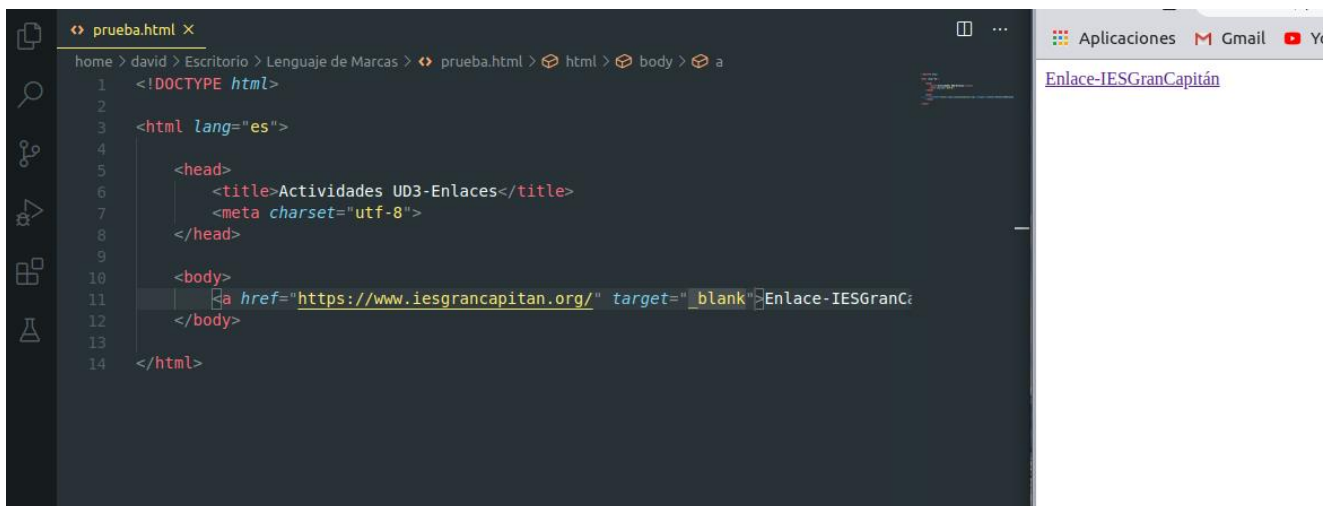 prueba.html
home > david > Escritorio > Lenguaje de Marcas > prueba.html > html > body > a
1 <!DOCTYPE html>
2
3 <html lang="es">
4
5 <head>
6 <title>Actividades UD3-Enlaces</title>
7 <meta charset="utf-8">
8 </head>
9
10 <body>
11 <a href="https://www.iesgrancapitan.org/" target="_blank">Enlace-IESGranCa
12 </body>
13
14 </html>
Aplicaciones Gmail Yo
Enlace-IESGranCapitán